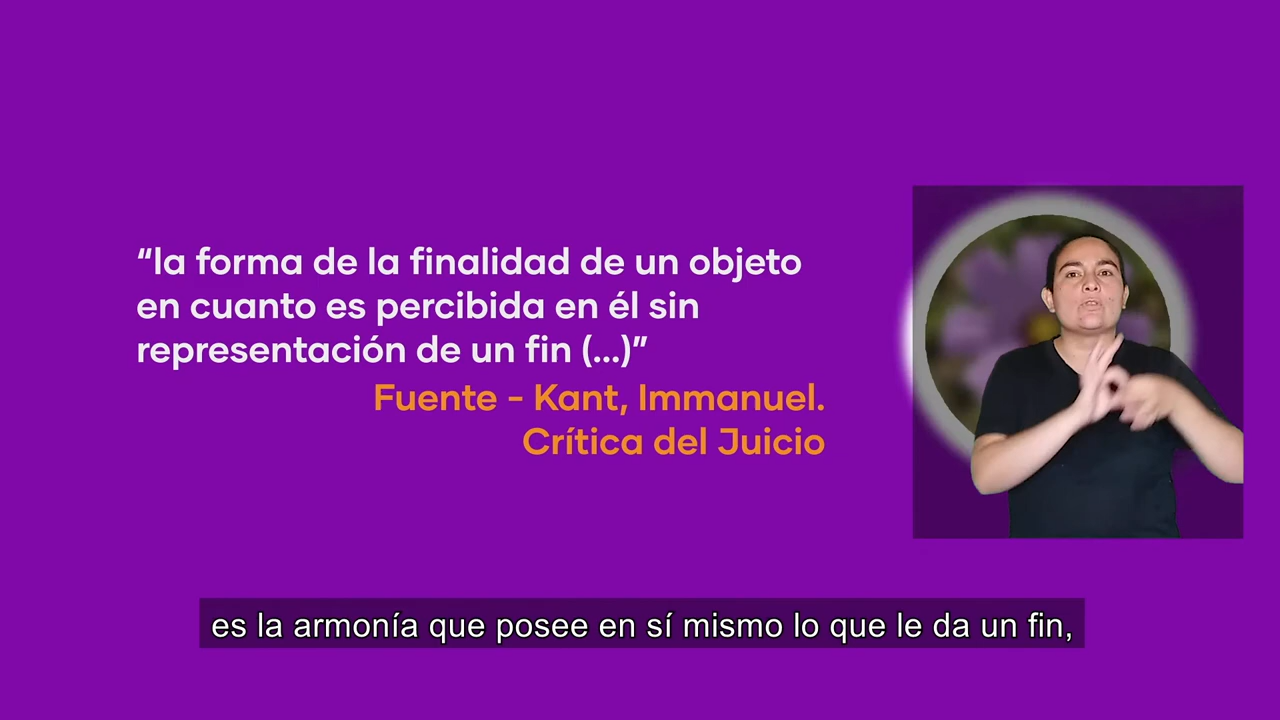 “la forma de la finalidad de un objeto
en cuanto es percibida en él sin
representación de un fin (...)”
Fuente - Kant, Immanuel.
Crítica del Juicio
es la armonía que posee en sí mismo lo que le da un fin,